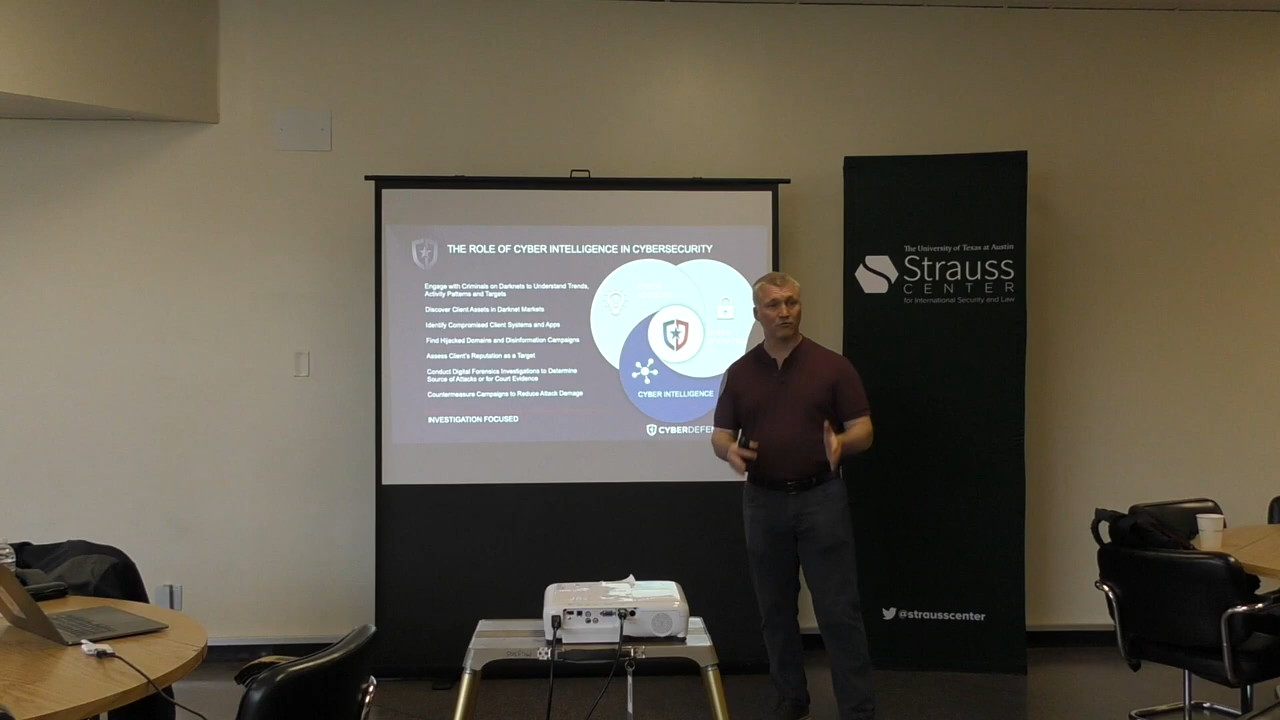 THE ROLE OF CYBER INTELLIGENCE IN CYBERSECURITY
Engage with Criminals on Darknets to Understand Trends,
Activity Patterns and Targets
Discover Client Assets in Darknet Markets
Identify Compromised Client Systems and Apps
Find Hijacked Domains and Disinformation Campaigns
Assess Client's Reputation as a Target
Conduct Digital Forensics Investigations to Determine
Source of Attacks or for Court Evidence
Countermeasure Campaigns to Reduce Attack Damage
INVESTIGATION FOCUSED
CYBER INTELLIGENCE
CYBERDEFEN
The University of Texas at Austin
Strauss
CENTER
for International Security and Law
@strausscenter